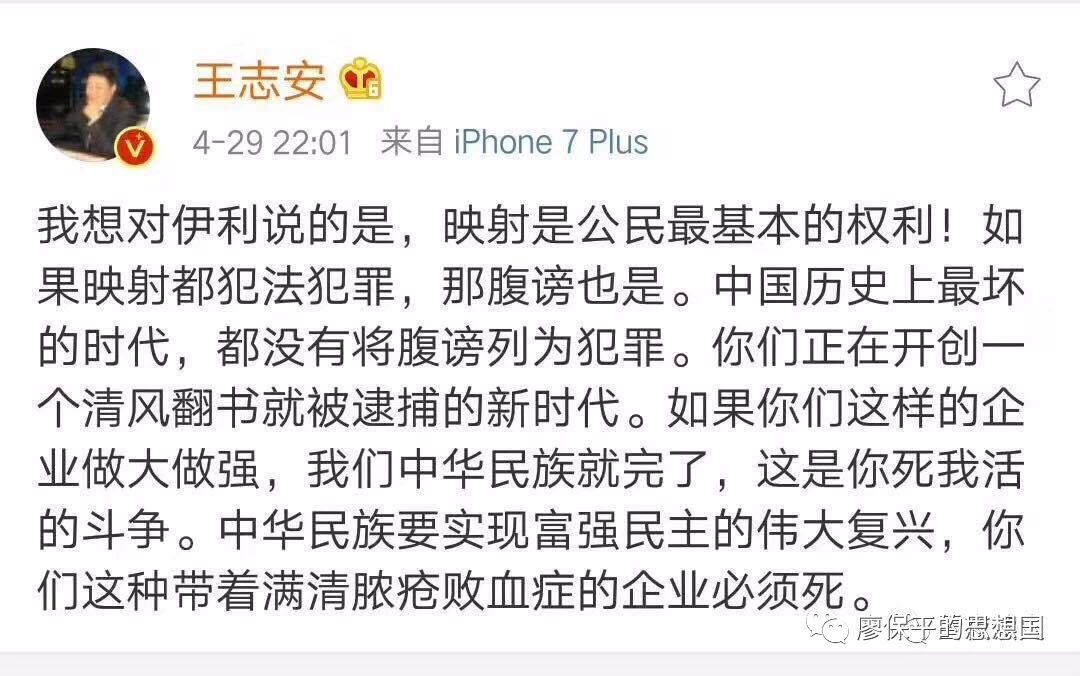 王志安
6
V
4-29 22:01 来自 iPhone 7 Plus
我想对伊利说的是，映射是公民最基本的权利！如
果映射都犯法犯罪，那腹谤也是。中国历史上最坏
的时代，都没有将腹谤列为犯罪。你们正在开创一
个清风翻书就被逮捕的新时代。如果你们这样的企
业做大做强，我们中华民族就完了，这是你死我活
的斗争。中华民族要实现富强民主的伟大复兴，你
们这种带着满清脓疮败血症的企业必须死。
廖保平的思想国